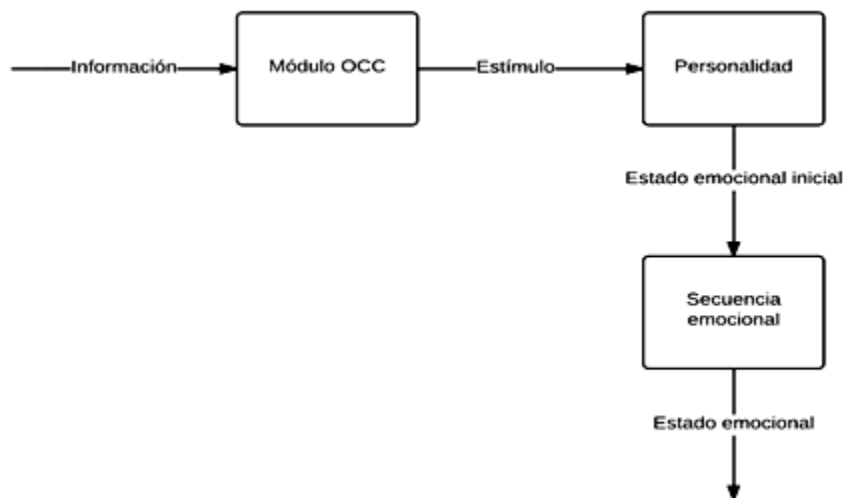 Información
Módulo OCC
Estímulo
Personalidad
Estado emocional inicial
Secuencia
emocional
Estado emocional